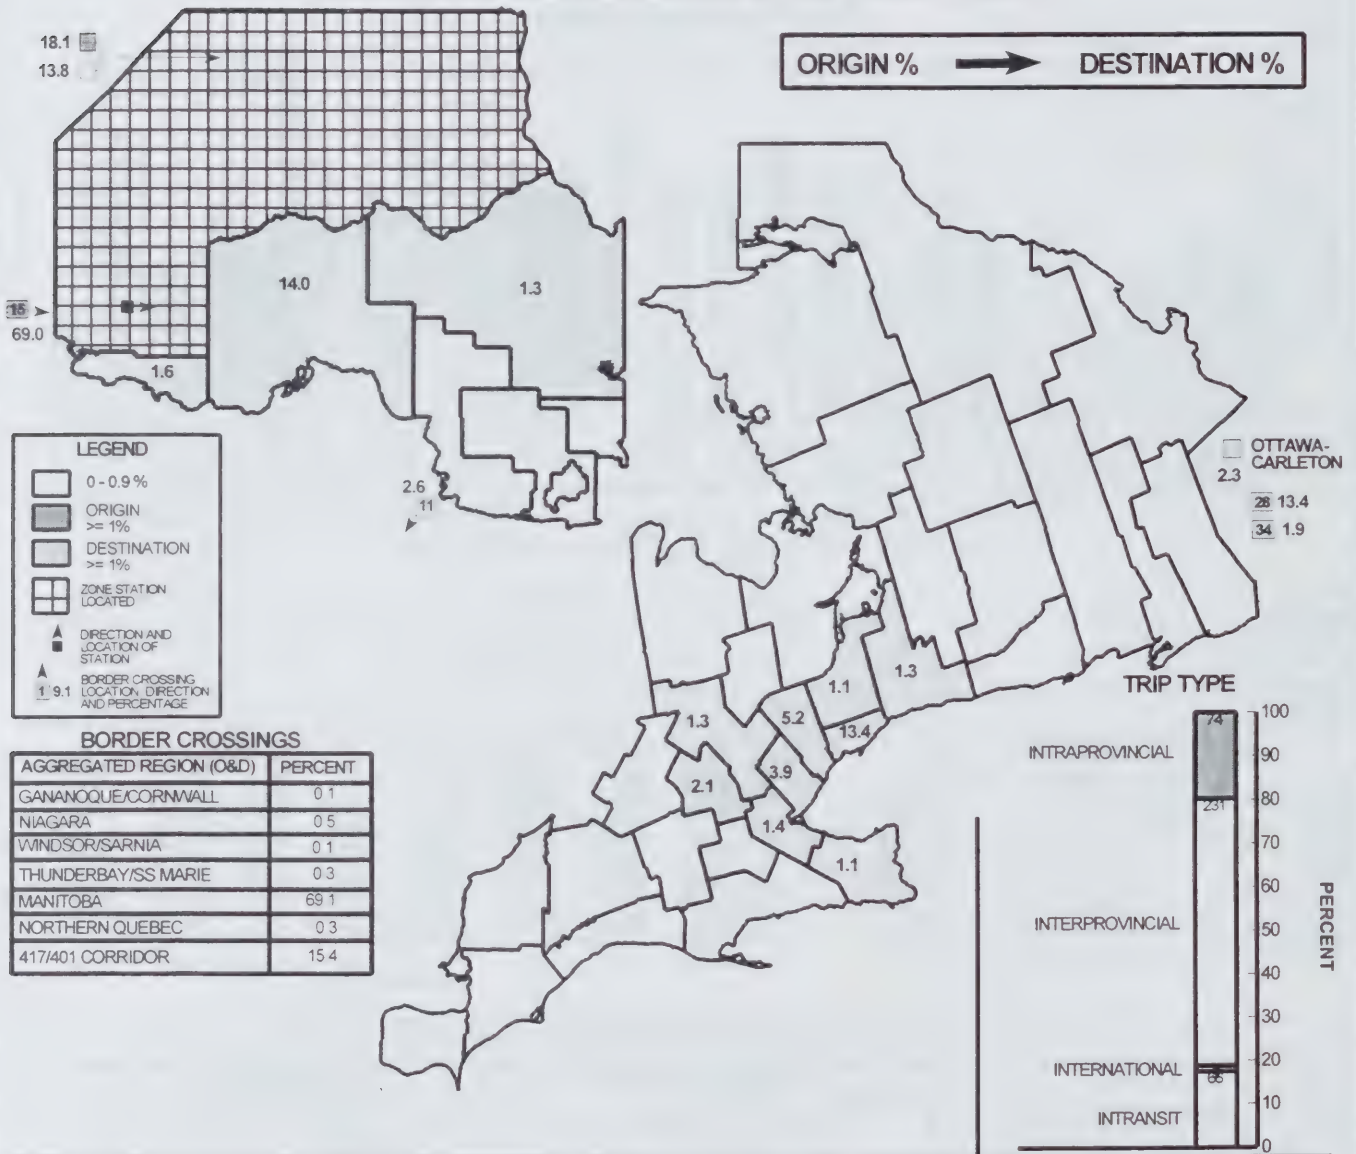 18.1
13.8
ORIGIN % DESTINATION %
14.0
1.3
15
69.0
1.6
LEGEND
0 - 0.9 %
ORIGIN
>= 1%
DESTINATION
>= 1%
ZONE STATION
LOCATED
DIRECTION AND
LOCATION OF
STATION
BORDER CROSSING
1 9.1 LOCATION, DIRECTION
AND PERCENTAGE
2.6
11
OTTAWA-
CARLETON
2.3
28 13.4
34 1.9
1.1
1.3
1.3
5.2
13.4
2.1
3.9
1.4
1.1
BORDER CROSSINGS
AGGREGATED REGION (O&D) PERCENT
GANANOQUE/CORNWALL 0.1
NIAGARA 0.5
WINDSOR/SARNIA 0.1
THUNDERBAY/SS MARIE 0.3
MANITOBA 69.1
NORTHERN QUEBEC 0.3
417/401 CORRIDOR 15.4
TRIP TYPE
INTRAPROVINCIAL
INTERPROVINCIAL
INTERNATIONAL
INTRANSIT
74
231
100
90
80
70
60
50
40
30
20
10
0
PERCENT